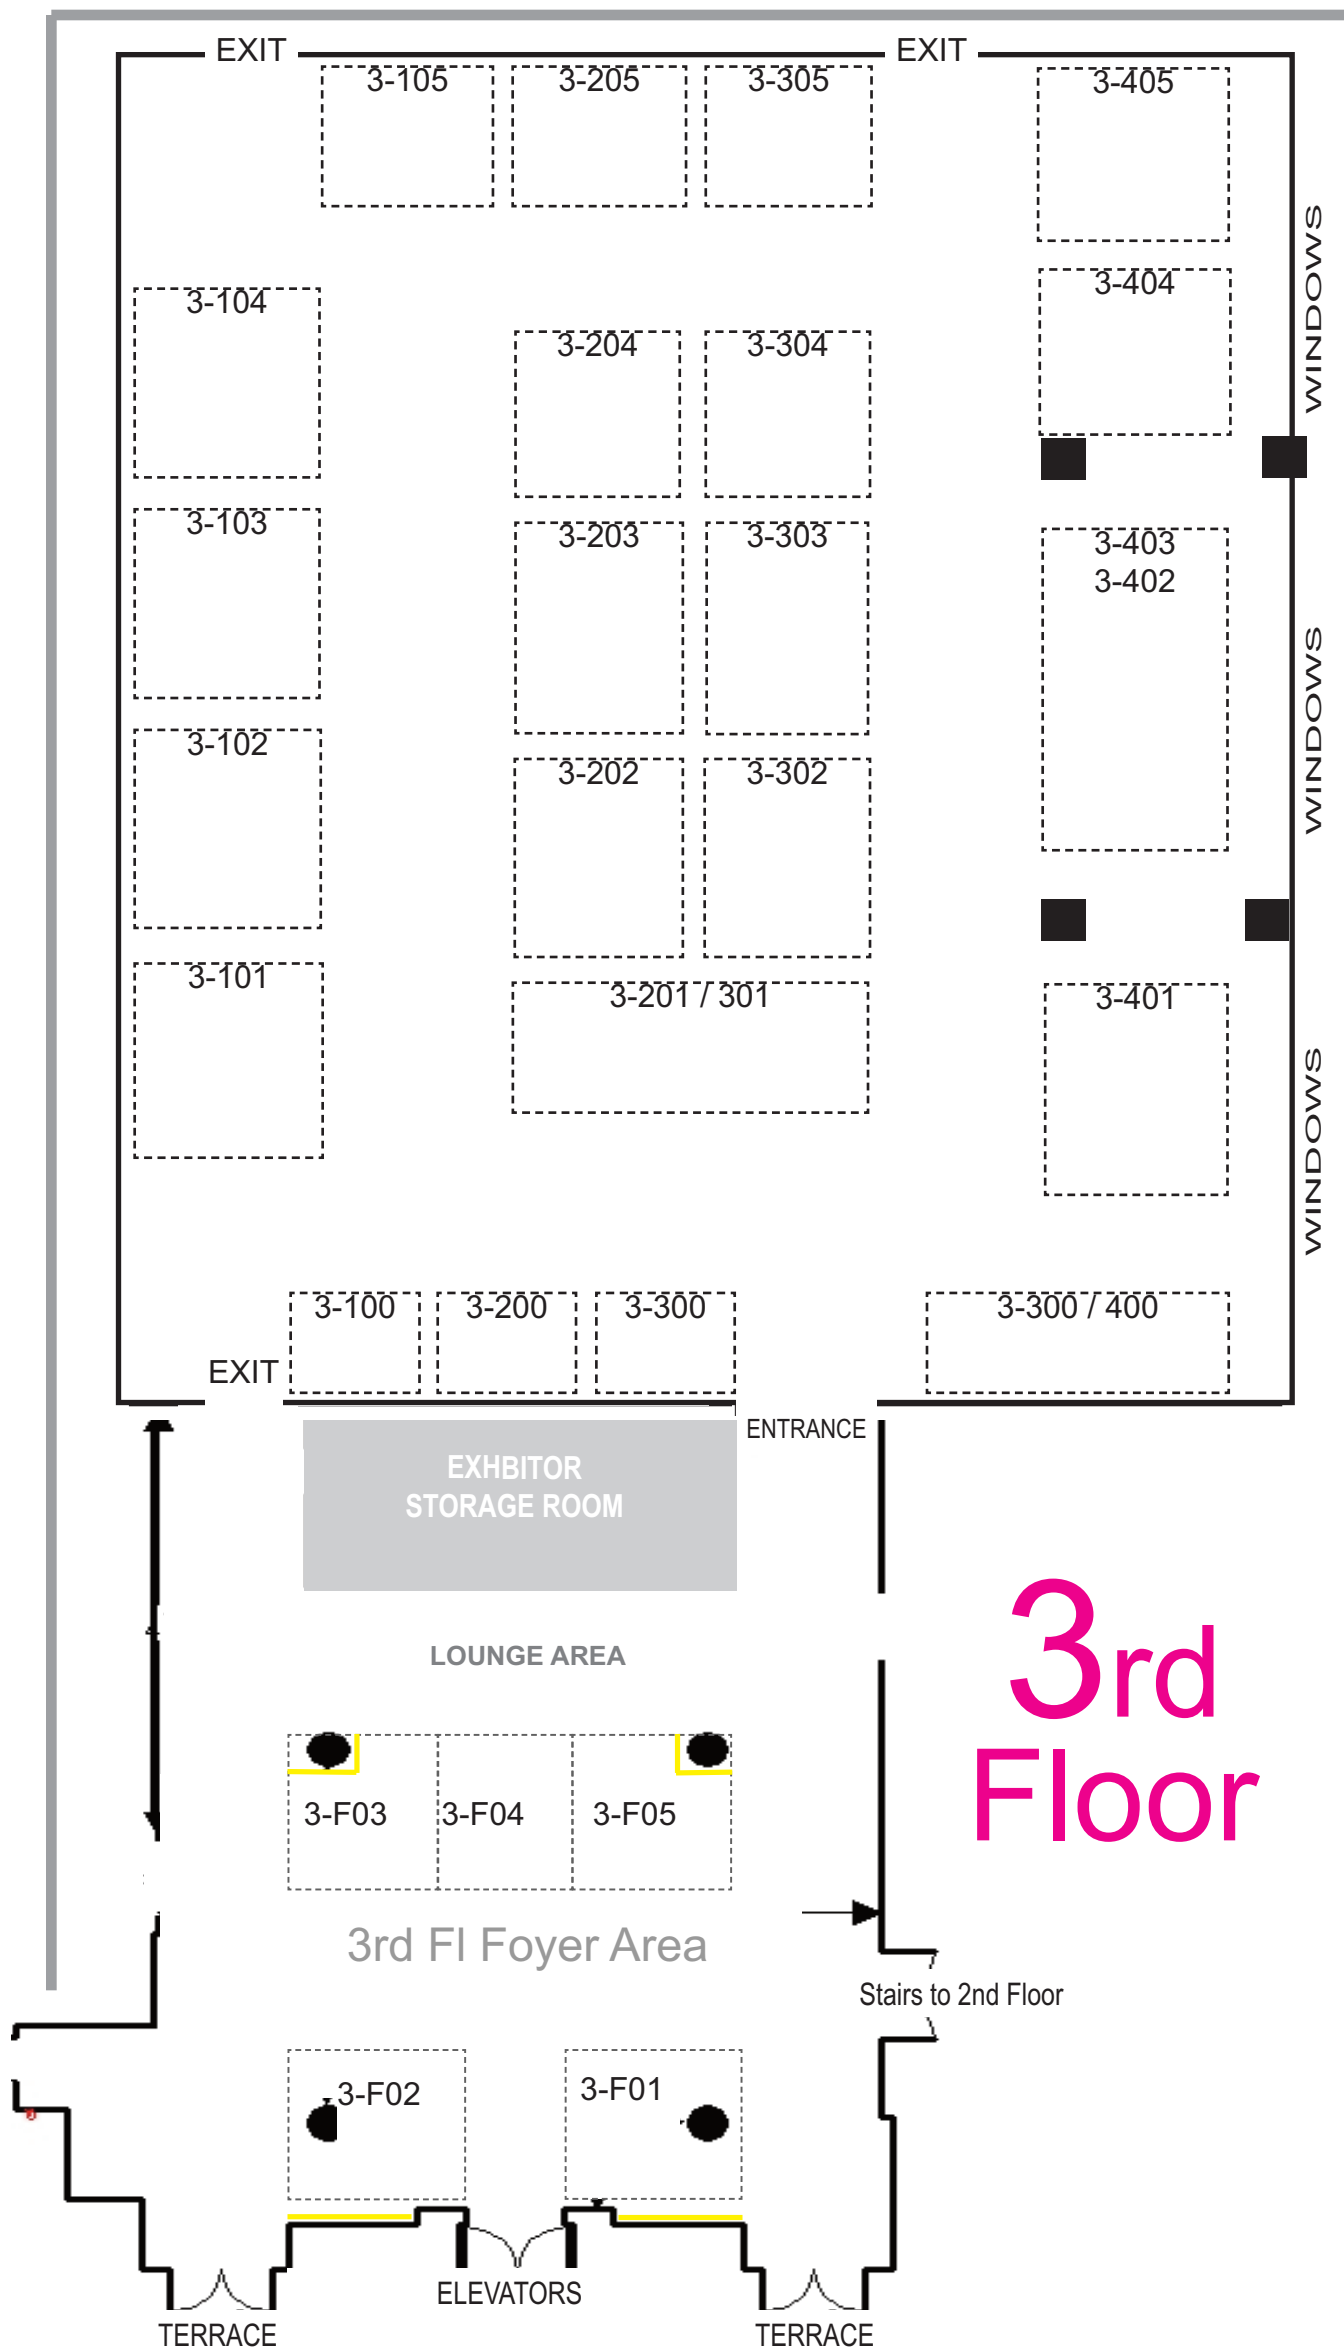 EXIT
EXIT
3-105
3-205
3-305
3-405
3-404
3-104
3-204
3-304
WINDOWS
3-103
3-203
3-303
3-403
3-402
WINDOWS
3-102
3-202
3-302
3-101
3-201 / 301
3-401
WINDOWS
3-100
3-200
3-300
3-300 / 400
EXIT
ENTRANCE
EXHBITOR
STORAGE ROOM
LOUNGE AREA
3rd
Floor
3-F03
3-F04
3-F05
3rd Fl Foyer Area
Stairs to 2nd Floor
3-F02
3-F01
ELEVATORS
TERRACE
TERRACE